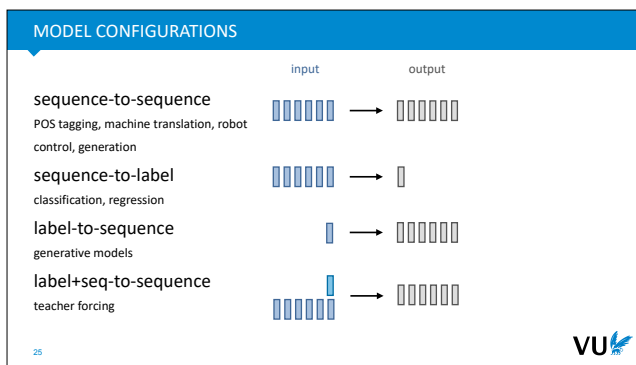 MODEL CONFIGURATIONS
input output
sequence-to-sequence
POS tagging, machine translation, robot
control, generation
sequence-to-label
classification, regression
label-to-sequence
generative models
label+seq-to-sequence
teacher forcing
25
VU